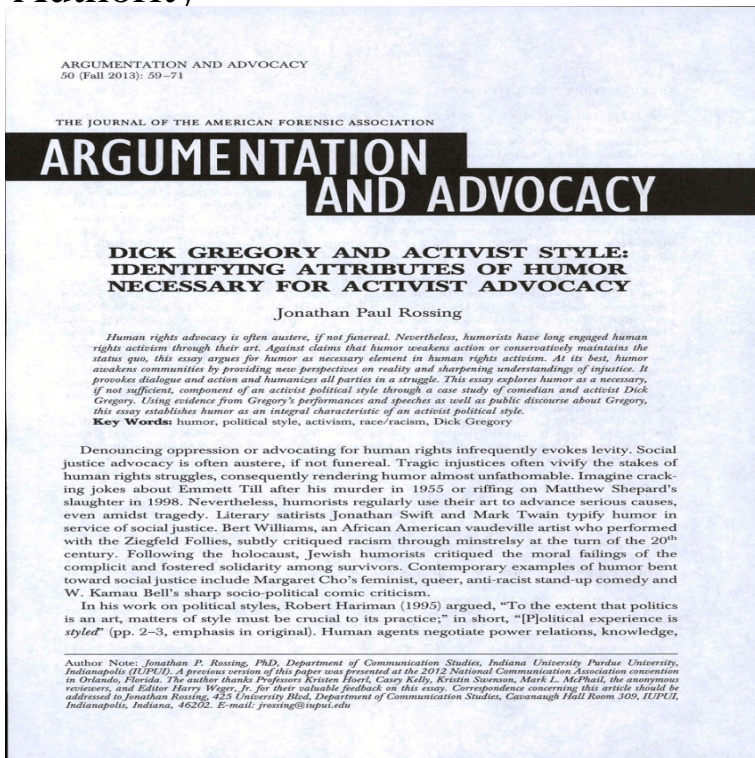 ARGUMENTATION AND ADVOCACY
50 (Fall 2013): 59–71
THE JOURNAL OF THE AMERICAN FORENSIC ASSOCIATION
ARGUMENTATION
AND ADVOCACY
DICK GREGORY AND ACTIVIST STYLE:
IDENTIFYING ATTRIBUTES OF HUMOR
NECESSARY FOR ACTIVIST ADVOCACY
Jonathan Paul Rossing
Human rights advocacy is often austere, if not funereal. Nevertheless, humorists have long engaged human
rights activism through their art. Against claims that humor weakens action or conservatively maintains the
status quo, this essay argues for humor as necessary element in human rights activism. At its best, humor
awakens communities by providing new perspectives on reality and sharpening understandings of injustice. It
provokes dialogue and action and humanizes all parties in a struggle. This essay explores humor as a necessary,
if not sufficient, component of an activist political style through a case study of comedian and activist Dick
Gregory. Using evidence from Gregory's performances and speeches as well as public discourse about Gregory,
this essay establishes humor as an integral characteristic of an activist political style.
Key Words: humor, political style, activism, race/racism, Dick Gregory
Denouncing oppression or advocating for human rights infrequently evokes levity. Social
justice advocacy is often austere, if not funereal. Tragic injustices often vivify the stakes of
human rights struggles, consequently rendering humor almost unfathomable. Imagine crack-
ing jokes about Emmett Till after his murder in 1955 or riffing on Matthew Shepard's
slaughter in 1998. Nevertheless, humorists regularly use their art to advance serious causes,
even amidst tragedy. Literary satirists Jonathan Swift and Mark Twain typify humor in
service of social justice. Bert Williams, an African American vaudeville artist who performed
with the Ziegfeld Follies, subtly critiqued racism through minstrelsy at the turn of the 20th
century. Following the holocaust, Jewish humorists critiqued the moral failings of the
complicit and fostered solidarity among survivors. Contemporary examples of humor bent
toward social justice include Margaret Cho's feminist, queer, anti-racist stand-up comedy and
W. Kamau Bell's sharp socio-political comic criticism.
In his work on political styles, Robert Hariman (1995) argued, "To the extent that politics
is an art, matters of style must be crucial to its practice;" in short, "[P]olitical experience is
styled" (pp. 2–3, emphasis in original). Human agents negotiate power relations, knowledge,
Author Note: Jonathan P. Rossing, PhD, Department of Communication Studies, Indiana University Purdue University,
Indianapolis (IUPUI). A previous version of this paper was presented at the 2012 National Communication Association convention
in Orlando, Florida. The author thanks Professors Kristen Hoerl, Casey Kelly, Kristin Swenson, Mark L. McPhail, the anonymous
reviewers, and Editor Harry Weger, Jr. for their valuable feedback on this essay. Correspondence concerning this article should be
addressed to Jonathan Rossing, 425 University Blvd, Department of Communication Studies, Cavanaugh Hall Room 309, IUPUI,
Indianapolis, Indiana, 46202. E-mail: jrossing@iupui.edu